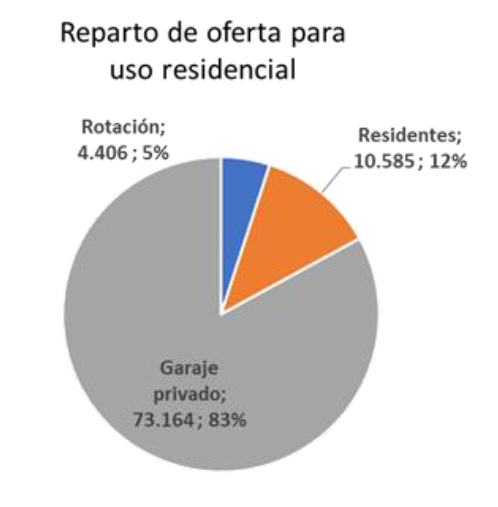 Reparto de oferta para
uso residencial
Rotación;
4.406 ; 5%
Residentes;
10.585 ; 12%
Garaje
privado;
73.164 ; 83%